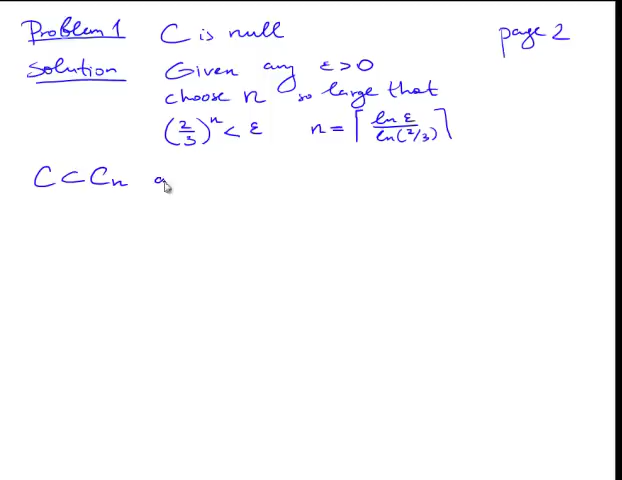 Problem 1 C is null page 2
Solution Given any ε>0
choose n so large that
(2/3)^n < ε n = ⌈ln ε / ln(2/3)⌉
C ⊂ C_n a